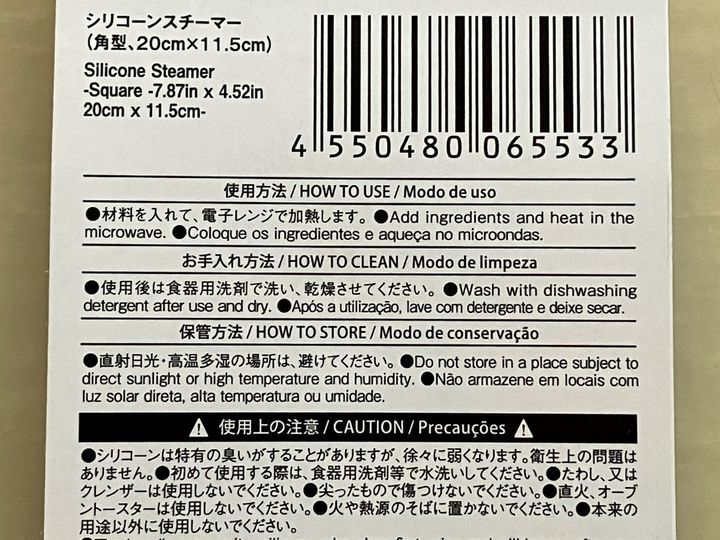 シリコーンスチーマー
(角型、20cm×11.5cm)
Silicone Steamer
-Square -7.87in x 4.52in
20cm x 11.5cm-
4 550480 065533
使用方法 / HOW TO USE / Modo de uso
●材料を入れて、電子レンジで加熱します。 ●Add ingredients and heat in the
microwave. ●Coloque os ingredientes e aqueça no microondas.
お手入れ方法 / HOW TO CLEAN / Modo de limpeza
●使用後は食器用洗剤で洗い、乾燥させてください。 ●Wash with dishwashing
detergent after use and dry. ●Após a utilização, lave com detergente e deixe secar.
保管方法 / HOW TO STORE / Modo de conservação
●直射日光・高温多湿の場所は、避けてください。 ●Do not store in a place subject to
direct sunlight or high temperature and humidity. ●Não armazene em locais com
luz solar direta, alta temperatura ou umidade.
使用上の注意 / CAUTION / Precauções
●シリコーンは特有の臭いがすることがありますが、徐々に弱くなります。衛生上の問題は
ありません。●初めて使用する際は、食器用洗剤等で水洗いしてください。●たわし、又は
クレンザーは使用しないでください。●尖ったもので傷つけないでください。●直火、オーブ
ントースターは使用しないでください。●火や熱源のそばに置かないでください。●本来の
用途以外に使用しないでください。